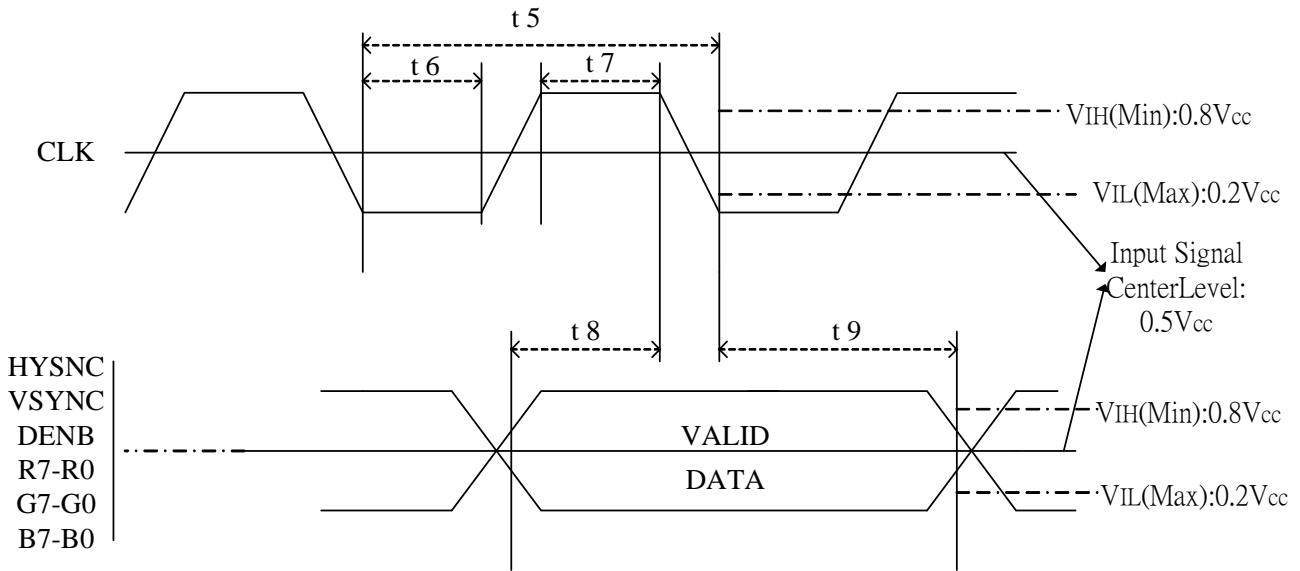 t 5
t 6
t 7
VIH(Min):0.8Vcc
CLK
VIL(Max):0.2Vcc
Input Signal
CenterLevel:
0.5Vcc
t 8
t 9
HYSNC
VSYNC
DENB
R7-R0
G7-G0
B7-B0
VALID
DATA
VIH(Min):0.8Vcc
VIL(Max):0.2Vcc